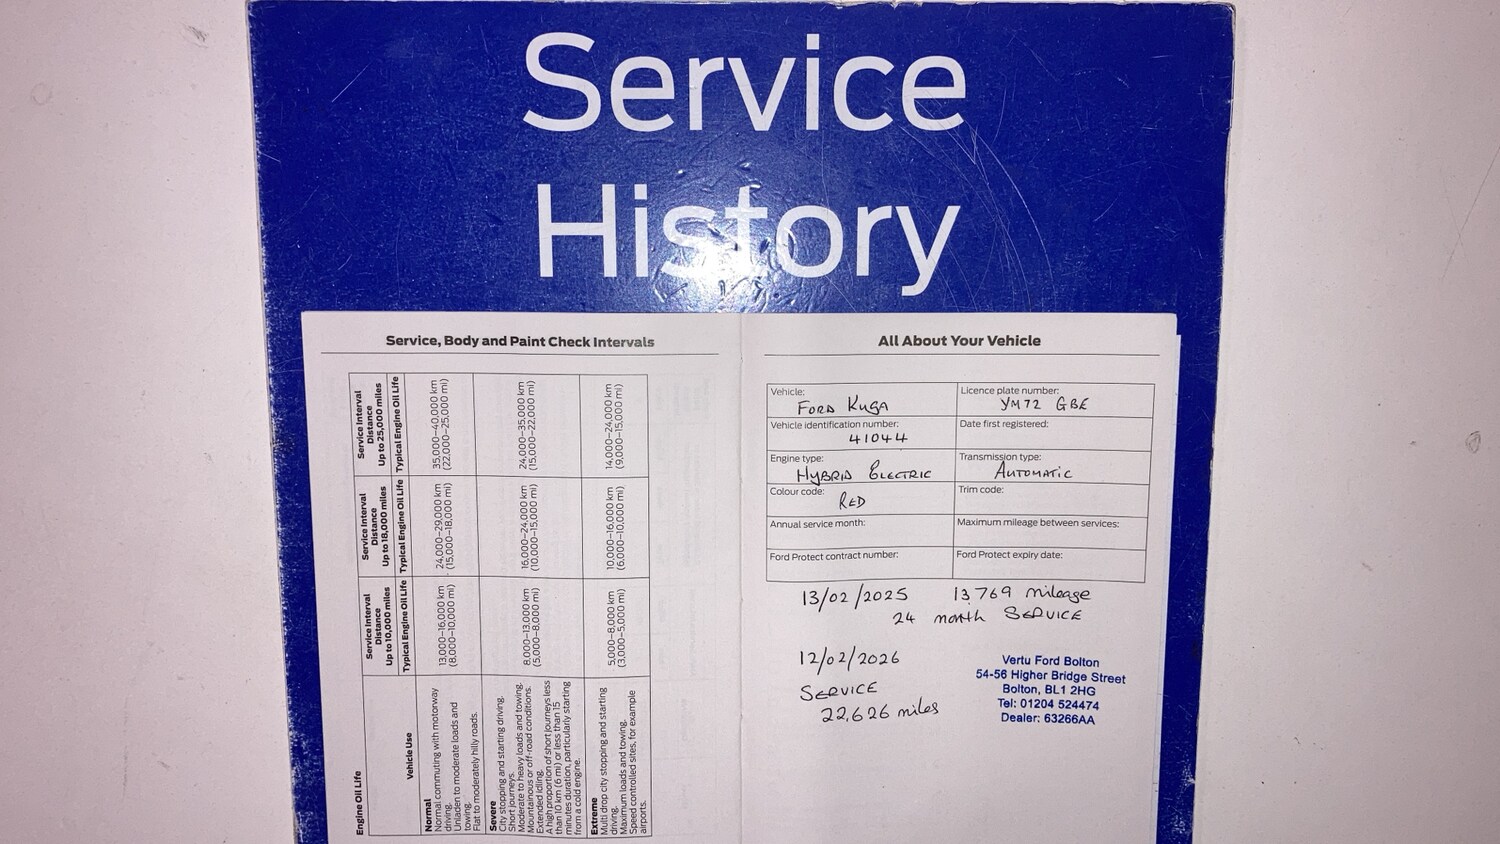 Service
History
Service, Body and Paint Check Intervals
Engine Oil Life
Vehicle Use
Service Interval
Distance
Up to 10,000 miles
Typical Engine Oil Life
Service Interval
Distance
Up to 18,000 miles
Typical Engine Oil Life
Service Interval
Distance
Up to 25,000 miles
Typical Engine Oil Life
Normal
Normal commuting with motorway
driving.
Unladen to moderate loads and
towing.
Flat to moderately hilly roads.
13,000–16,000 km
(8,000–10,000 mi)
24,000–29,000 km
(15,000–18,000 mi)
35,000–40,000 km
(22,000–25,000 mi)
Severe
City stopping and starting driving.
Short journeys.
Moderate to heavy loads and towing.
Mountainous or off-road conditions.
Extended idling.
A high proportion of short journeys less
than 10 km (6 mi) or less than 15
minutes duration, particularly starting
from a cold engine.
8,000–13,000 km
(5,000–8,000 mi)
16,000–24,000 km
(10,000–15,000 mi)
24,000–35,000 km
(15,000–22,000 mi)
Extreme
Multi drop city stopping and starting
driving.
Maximum loads and towing.
Speed controlled sites, for example
airports.
5,000–8,000 km
(3,000–5,000 mi)
10,000–16,000 km
(6,000–10,000 mi)
14,000–24,000 km
(9,000–15,000 mi)
All About Your Vehicle
Vehicle:
Ford Kuga
Licence plate number:
YM72 GBE
Vehicle identification number:
41044
Date first registered:
Engine type:
Hybrid Electric
Transmission type:
Automatic
Colour code:
Red
Trim code:
Annual service month:
Maximum mileage between services:
Ford Protect contract number:
Ford Protect expiry date:
13/02/2025 13769 mileage
24 month Service
12/02/2026
Service
22,626 miles
Vertu Ford Bolton
54-56 Higher Bridge Street
Bolton, BL1 2HG
Tel: 01204 524474
Dealer: 63266AA